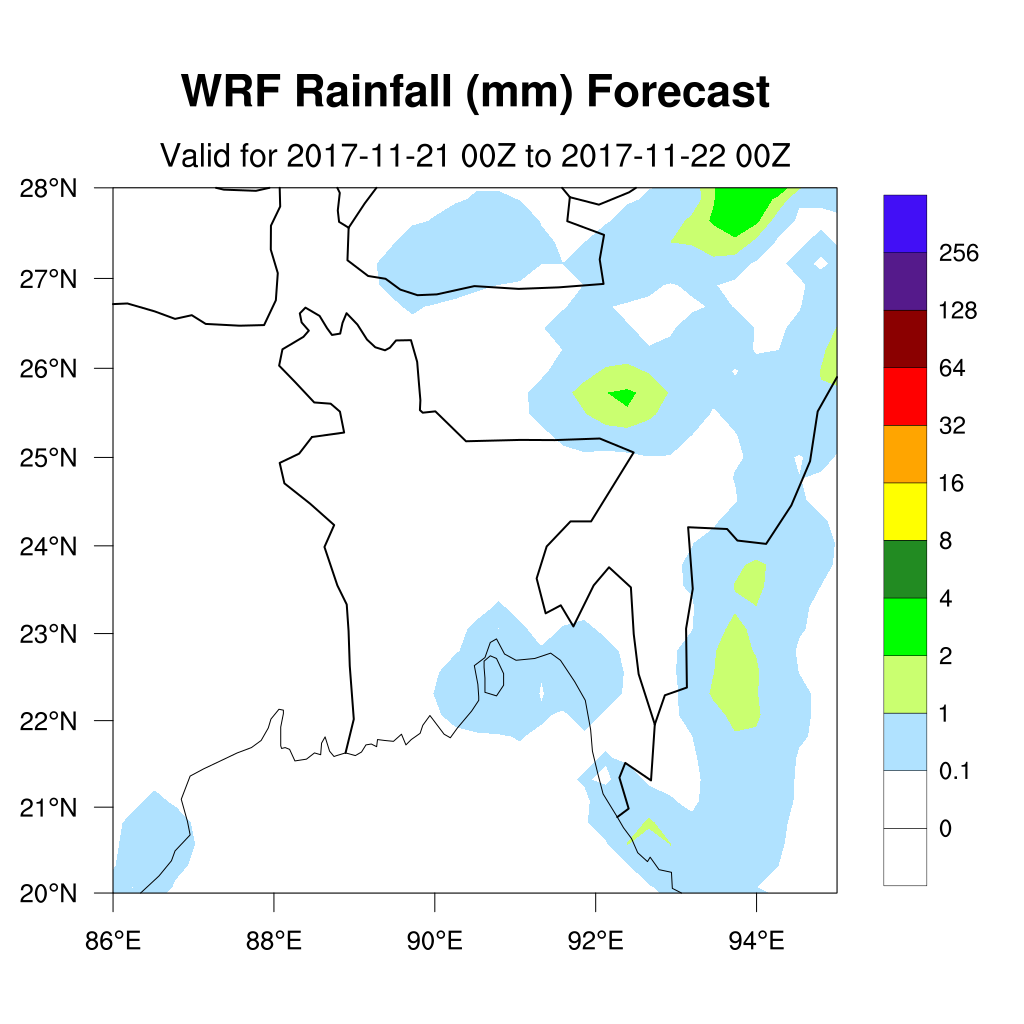 WRF Rainfall (mm) Forecast
Valid for 2017-11-21 00Z to 2017-11-22 00Z
28°N
27°N
26°N
25°N
24°N
23°N
22°N
21°N
20°N
86°E 88°E 90°E 92°E 94°E
256
128
64
32
16
8
4
2
1
0.1
0